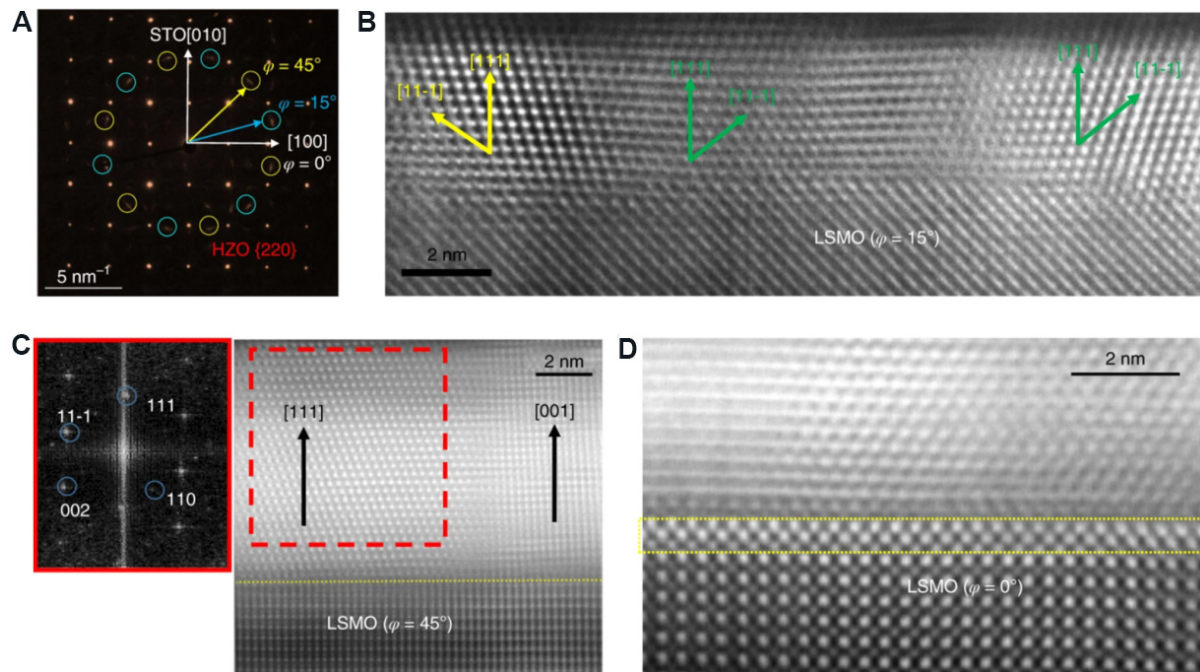 A
STO[010]
φ = 45°
φ = 15°
[100]
φ = 0°
HZO {220}
5 nm⁻¹
B
[111]
[11-1]
[111]
[11-1]
[111]
[11-1]
LSMO (φ = 15°)
2 nm
C
111
11-1
002
110
2 nm
[111]
[001]
LSMO (φ = 45°)
D
2 nm
LSMO (φ = 0°)